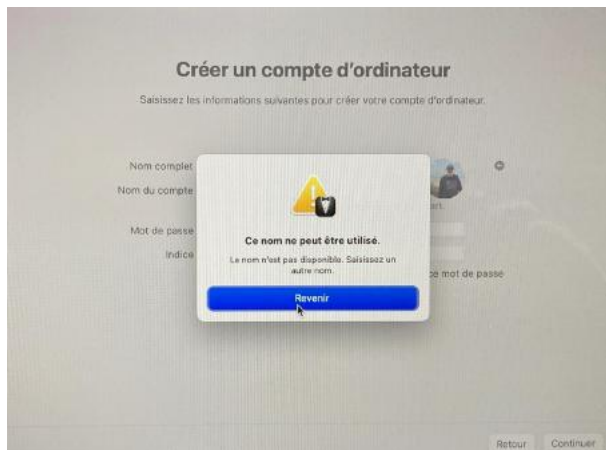 Créer un compte d'ordinateur
Saisissez les informations suivantes pour créer votre compte d'ordinateur.
Nom complet
Nom du compte
Mot de passe
Indice
ce mot de passe
Ce nom ne peut être utilisé.
Le nom n'est pas disponible. Saisissez un
autre nom.
Revenir
Retour
Continuer